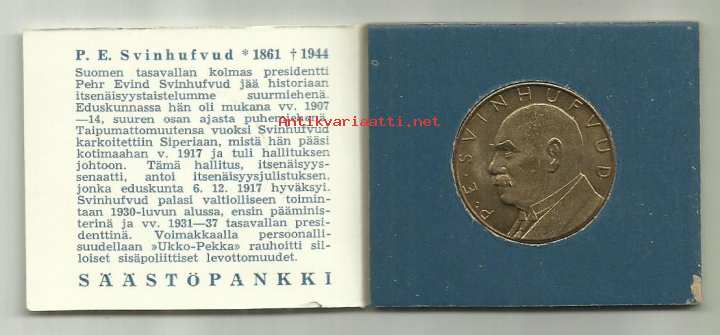 P. E. Svinhufvud * 1861 † 1944
Suomen tasavallan kolmas presidentti
Pehr Evind Svinhufvud jää historiaan
itsenäisyystaistelumme suurmiehenä.
Eduskunnassa hän oli mukana vv. 1907
—14, suuren osan ajasta puhemiehenä.
Taipumattomuutensa vuoksi Svinhufvud
karkoitettiin Siperiaan, mistä hän pääsi
kotimaahan v. 1917 ja tuli hallituksen
johtoon. Tämä hallitus, itsenäisyys-
senaatti, antoi itsenäisyysjulistuksen,
jonka eduskunta 6. 12. 1917 hyväksyi.
Svinhufvud palasi valtiolliseen toimin-
taan 1930-luvun alussa, ensin pääminis-
terinä ja vv. 1931—37 tasavallan presi-
denttinä. Voimakkaalla persoonalli-
suudellaan »Ukko-Pekka» rauhoitti sil-
loiset sisäpoliittiset levottomuudet.
SÄÄSTÖPANKKI
Antikvariaatti.net
P·E·SVINHUFVUD